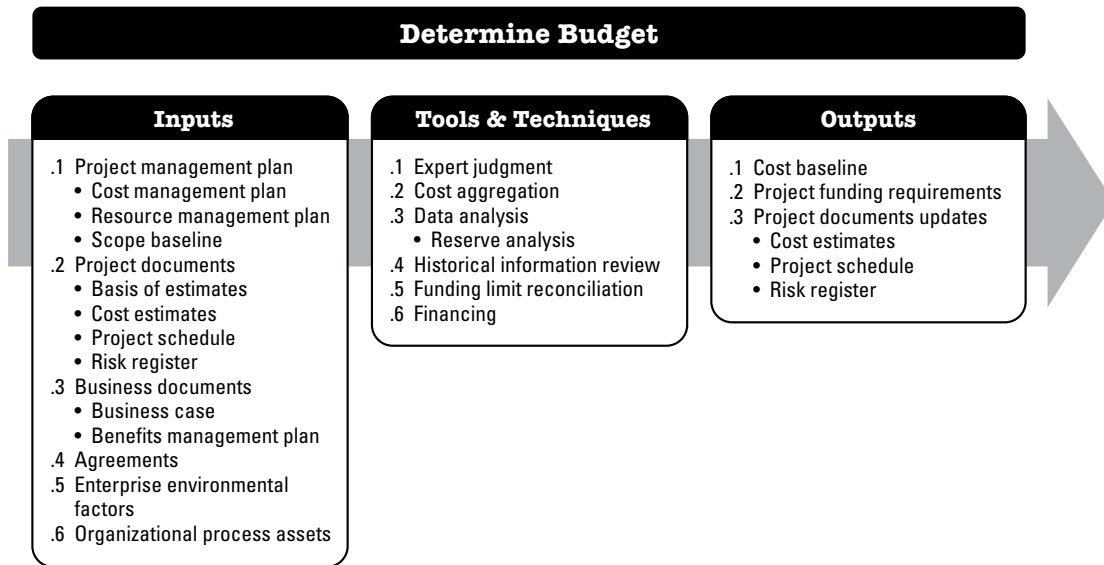 Determine Budget
Inputs
.1 Project management plan
• Cost management plan
• Resource management plan
• Scope baseline
.2 Project documents
• Basis of estimates
• Cost estimates
• Project schedule
• Risk register
.3 Business documents
• Business case
• Benefits management plan
.4 Agreements
.5 Enterprise environmental
factors
.6 Organizational process assets
Tools & Techniques
.1 Expert judgment
.2 Cost aggregation
.3 Data analysis
• Reserve analysis
.4 Historical information review
.5 Funding limit reconciliation
.6 Financing
Outputs
.1 Cost baseline
.2 Project funding requirements
.3 Project documents updates
• Cost estimates
• Project schedule
• Risk register